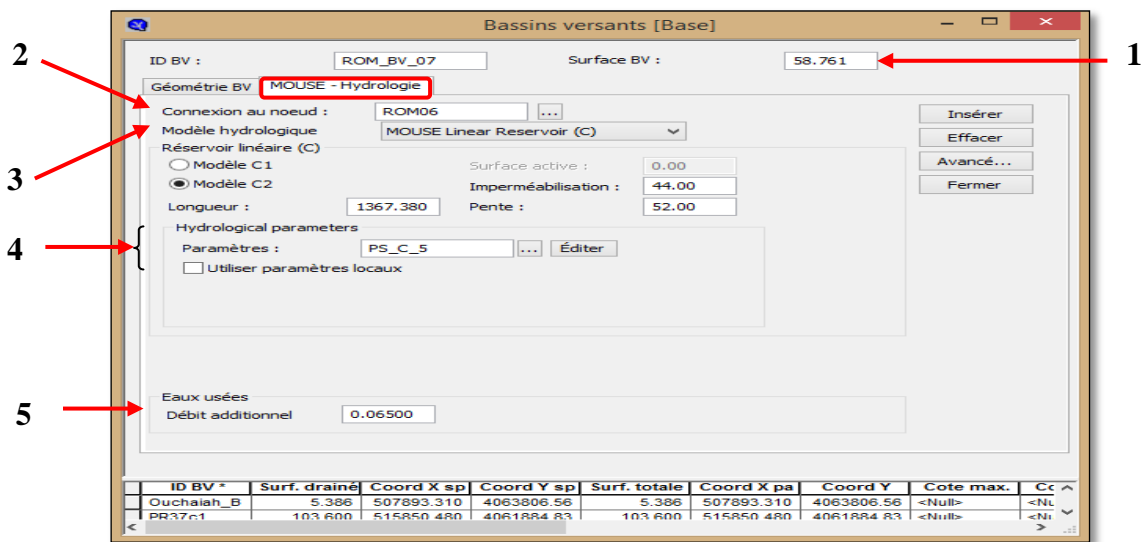 Bassins versants [Base]
1
2
3
4
5
ID BV : ROM_BV_07 Surface BV : 58.761
Géométrie BV MOUSE - Hydrologie
Connexion au noeud : ROM06 ...
Modèle hydrologique MOUSE Linear Reservoir (C)
Réservoir linéaire (C)
Modèle C1 Surface active : 0.00
Modèle C2 Imperméabilisation : 44.00
Longueur : 1367.380 Pente : 52.00
Hydrological parameters
Paramètres : PS_C_5 ... Éditer
Utiliser paramètres locaux
Insérer
Effacer
Avancé...
Fermer
Eaux usées
Débit additionnel 0.06500
ID BV * Surf. drainé Coord X sp Coord Y sp Surf. totale Coord X pa Coord Y Cote max.
Ouchaiah_B 5.386 507893.310 4063806.56 5.386 507893.310 4063806.56 <Null>
PR37c1 103.600 515850.480 4061884.83 103.600 515850.480 4061884.83 <Null>